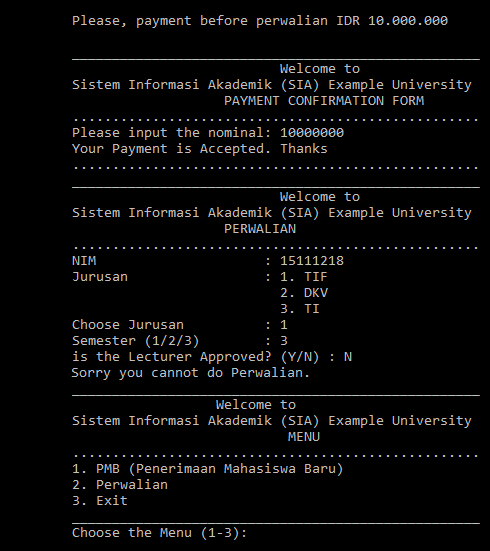 Please, payment before perwalian IDR 10.000.000
___________________________________________________
Welcome to
Sistem Informasi Akademik (SIA) Example University
PAYMENT CONFIRMATION FORM
...................................................
Please input the nominal: 10000000
Your Payment is Accepted. Thanks
...................................................
___________________________________________________
Welcome to
Sistem Informasi Akademik (SIA) Example University
PERWALIAN
...................................................
NIM : 15111218
Jurusan : 1. TIF
2. DKV
3. TI
Choose Jurusan : 1
Semester (1/2/3) : 3
is the Lecturer Approved? (Y/N) : N
Sorry you cannot do Perwalian.
___________________________________________________
Welcome to
Sistem Informasi Akademik (SIA) Example University
MENU
...................................................
1. PMB (Penerimaan Mahasiswa Baru)
2. Perwalian
3. Exit
___________________________________________________
Choose the Menu (1-3):